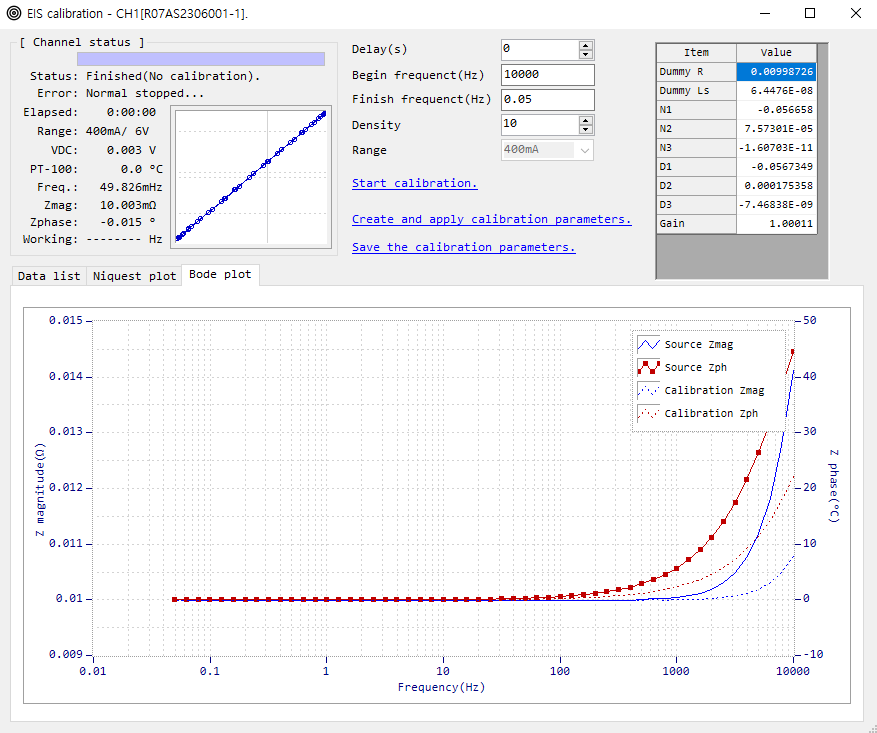 EIS calibration - CH1[R07AS2306001-1].
[ Channel status ]
Status: Finished(No calibration).
Error: Normal stopped...
Elapsed: 0:00:00
Range: 400mA/ 6V
VDC: 0.003 V
PT-100: 0.0 °C
Freq.: 49.826mHz
Zmag: 10.003mΩ
Zphase: -0.015 °
Working: -------- Hz
Delay(s) 0
Begin frequenct(Hz) 10000
Finish frequenct(Hz) 0.05
Density 10
Range 400mA
Start calibration.
Create and apply calibration parameters.
Save the calibration parameters.
Item Value
Dummy R 0.00998726
Dummy Ls 6.4476E-08
N1 -0.056658
N2 7.57301E-05
N3 -1.60703E-11
D1 -0.0567349
D2 0.000175358
D3 -7.46838E-09
Gain 1.00011
Data list Niquest plot Bode plot
Source Zmag
Source Zph
Calibration Zmag
Calibration Zph
Z magnitude(Ω)
0.015
0.014
0.013
0.012
0.011
0.01
0.009
50
40
30
20
10
0
-10
Z phase(°C)
0.01 0.1 1 10 100 1000 10000
Frequency(Hz)